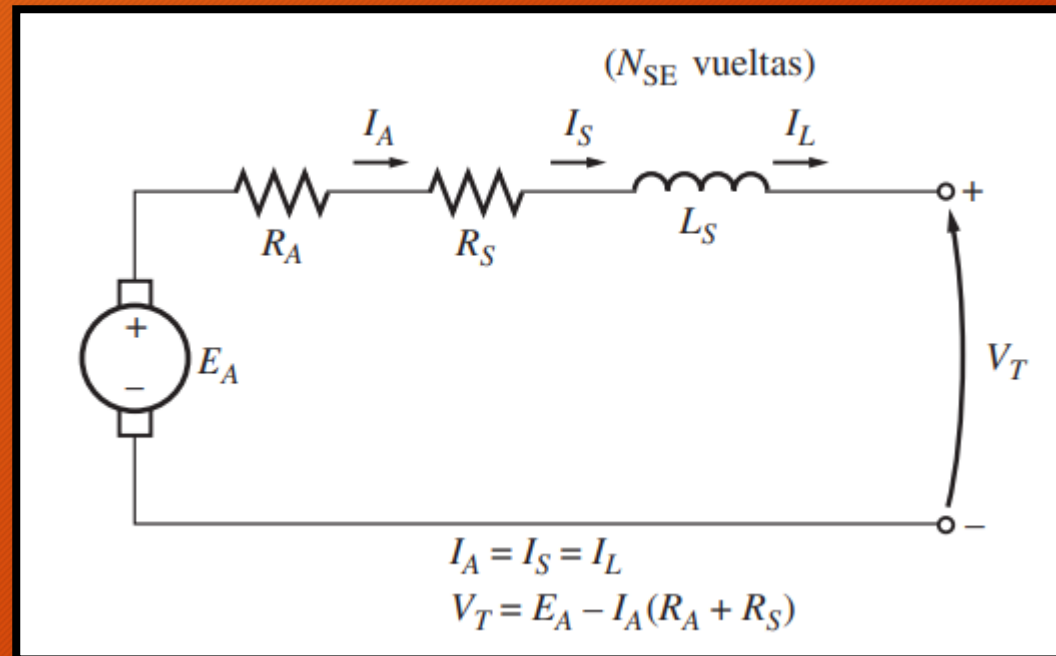 (N_SE vueltas)
I_A I_S I_L
R_A R_S L_S
+
+
E_A
−
V_T
−
I_A = I_S = I_L
V_T = E_A − I_A(R_A + R_S)